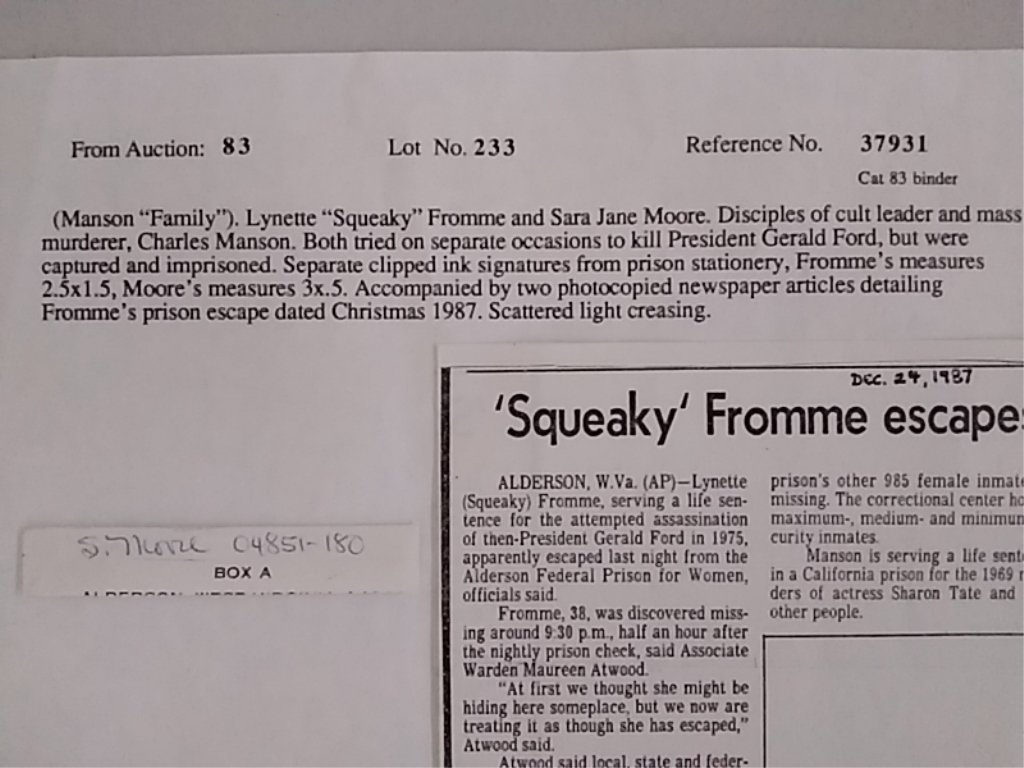 From Auction: 83 Lot No. 233 Reference No. 37931
Cat 83 binder
(Manson “Family”). Lynette “Squeaky” Fromme and Sara Jane Moore. Disciples of cult leader and mass
murderer, Charles Manson. Both tried on separate occasions to kill President Gerald Ford, but were
captured and imprisoned. Separate clipped ink signatures from prison stationery, Fromme’s measures
2.5x1.5, Moore’s measures 3x.5. Accompanied by two photocopied newspaper articles detailing
Fromme’s prison escape dated Christmas 1987. Scattered light creasing.
DEC. 24, 1987
'Squeaky' Fromme escape
ALDERSON, W.Va. (AP)—Lynette
(Squeaky) Fromme, serving a life sen-
tence for the attempted assassination
of then-President Gerald Ford in 1975,
apparently escaped last night from the
Alderson Federal Prison for Women,
officials said.
Fromme, 38, was discovered miss-
ing around 9:30 p.m., half an hour after
the nightly prison check, said Associate
Warden Maureen Atwood.
“At first we thought she might be
hiding here someplace, but we now are
treating it as though she has escaped,”
Atwood said.
Atwood said local, state and feder-
prison's other 985 female inmat
missing. The correctional center h
maximum-, medium- and minimun
curity inmates.
Manson is serving a life sent
in a California prison for the 1969
ders of actress Sharon Tate and
other people.
S. Moore 04851-180
BOX A